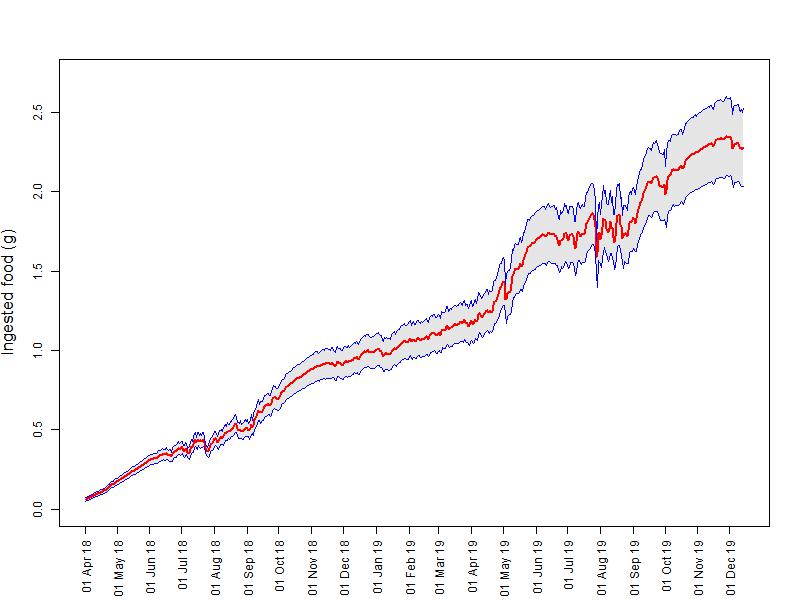 Ingested food (g)
2.5
2.0
1.5
1.0
0.5
0.0
01 Apr 18
01 May 18
01 Jun 18
01 Jul 18
01 Aug 18
01 Sep 18
01 Oct 18
01 Nov 18
01 Dec 18
01 Jan 19
01 Feb 19
01 Mar 19
01 Apr 19
01 May 19
01 Jun 19
01 Jul 19
01 Aug 19
01 Sep 19
01 Oct 19
01 Nov 19
01 Dec 19